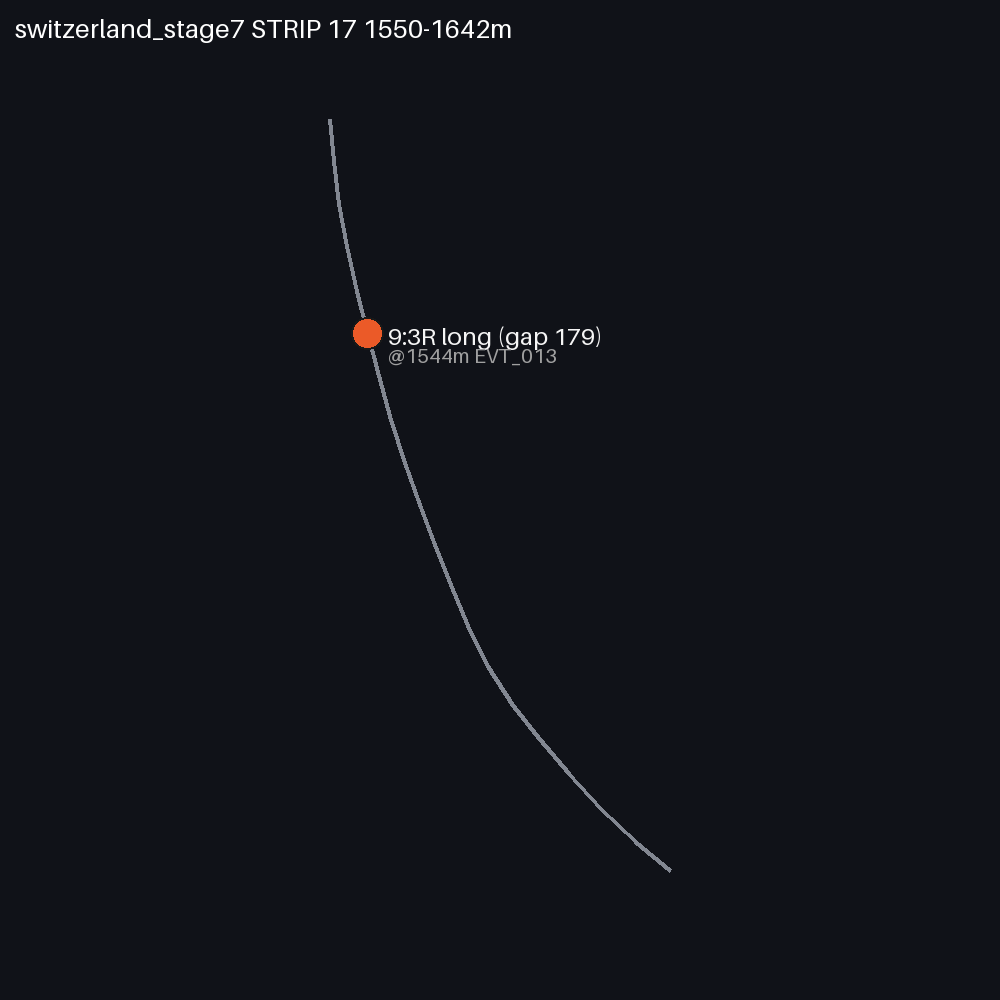 switzerland_stage7 STRIP 17 1550-1642m
9:3R long (gap 179)
@1544m EVT_013